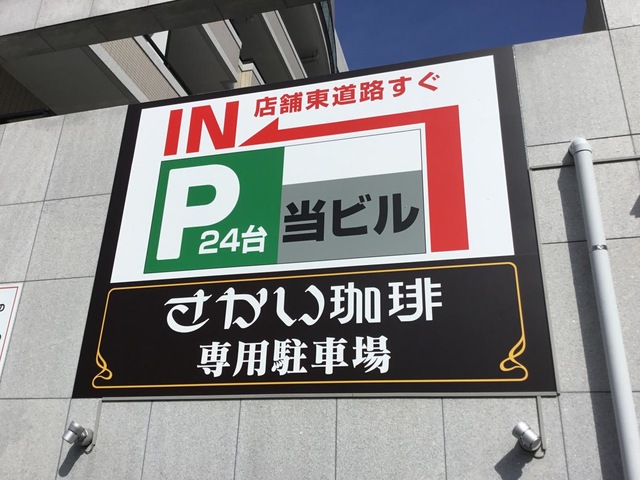 店舗東道路すぐ
IN
P
24台
当ビル
さかい珈琲
専用駐車場
の